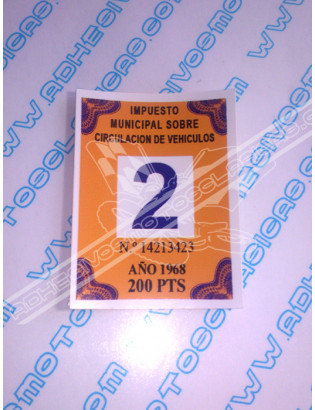 IMPUESTO
MUNICIPAL SOBRE
CIRCULACION DE VEHICULOS
2
Nº 14213423
AÑO 1968
200 PTS